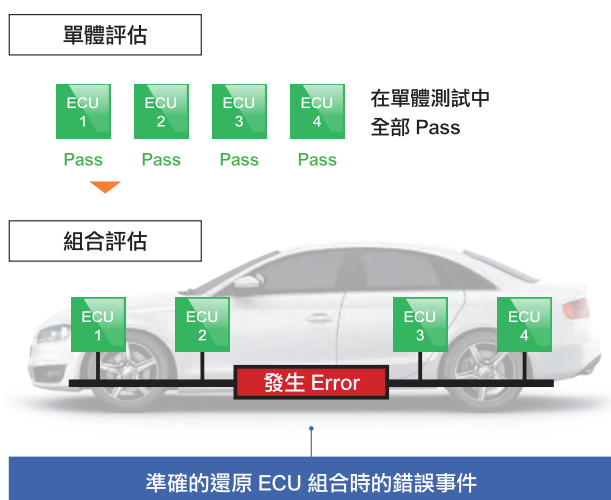 單體評估
ECU
1
ECU
2
ECU
3
ECU
4
在單體測試中
全部 Pass
Pass
Pass
Pass
Pass
組合評估
ECU
1
ECU
2
ECU
3
ECU
4
發生 Error
準確的還原 ECU 組合時的錯誤事件